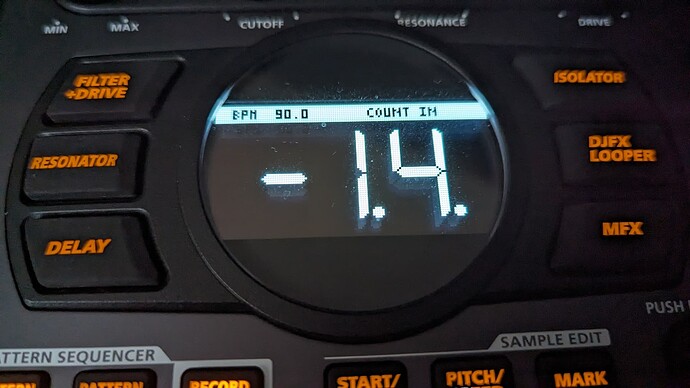 MIN MAX CUTOFF RESONANCE DRIVE
FILTER
+DRIVE
ISOLATOR
BPM 90.0 COUNT IN
RESONATOR
-1.4.
DJFX
LOOPER
DELAY
MFX
PUSH
SAMPLE EDIT
PATTERN SEQUENCER
PATTERN
RECORD
START/
PITCH/
MARK